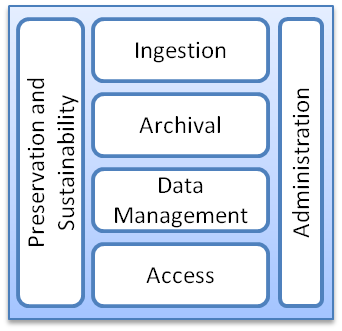 Preservation and
Sustainability
Ingestion
Archival
Data
Management
Access
Administration